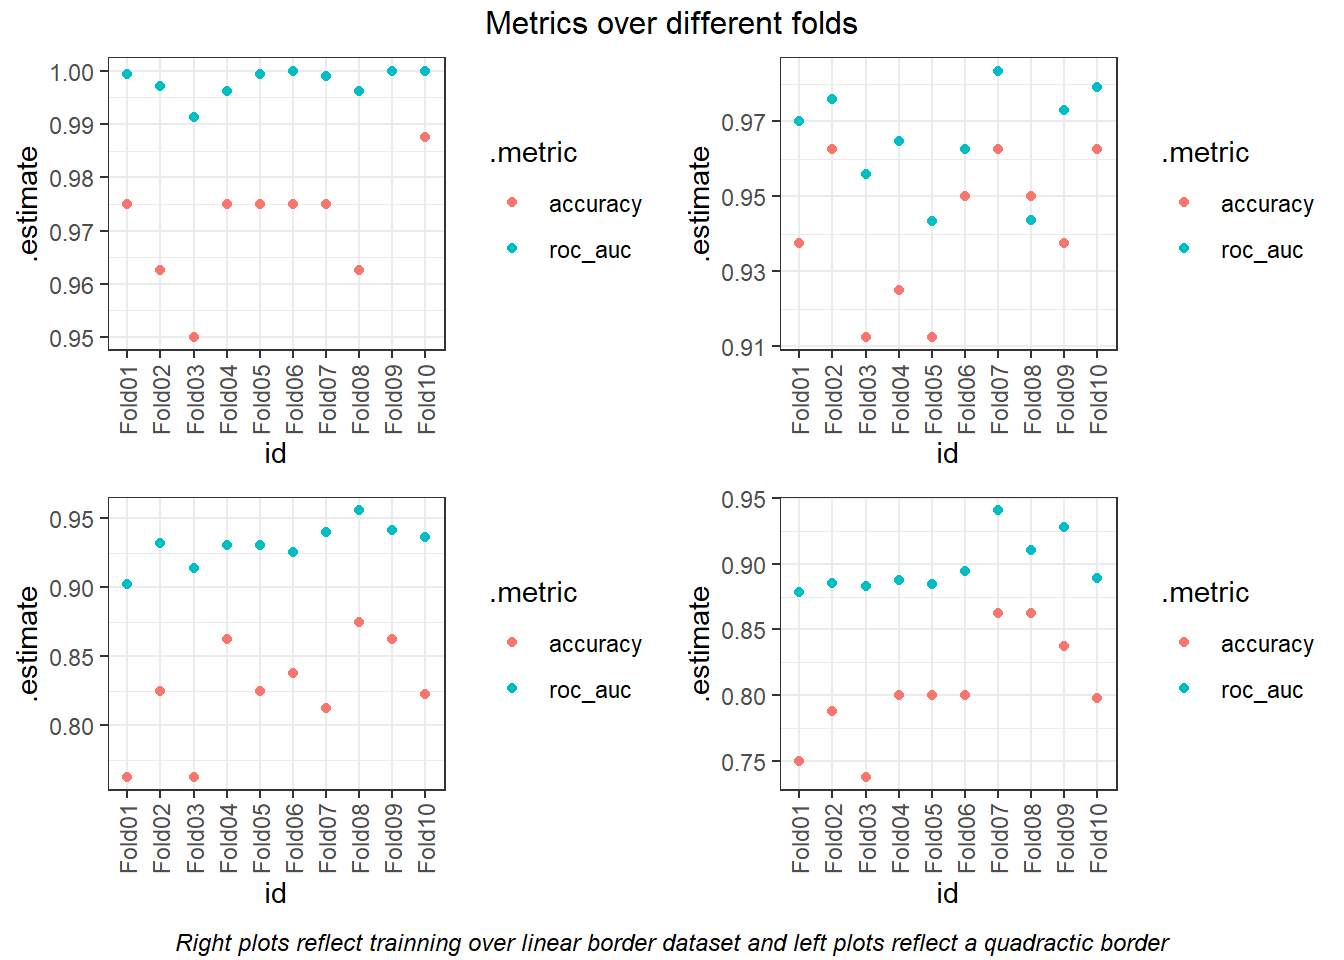 Metrics over different folds
.estimate
1.00
0.99
0.98
0.97
0.96
0.95
Fold01
Fold02
Fold03
Fold04
Fold05
Fold06
Fold07
Fold08
Fold09
Fold10
id
.metric
accuracy
roc_auc
.estimate
0.97
0.95
0.93
0.91
Fold01
Fold02
Fold03
Fold04
Fold05
Fold06
Fold07
Fold08
Fold09
Fold10
id
.metric
accuracy
roc_auc
.estimate
0.95
0.90
0.85
0.80
Fold01
Fold02
Fold03
Fold04
Fold05
Fold06
Fold07
Fold08
Fold09
Fold10
id
.metric
accuracy
roc_auc
.estimate
0.95
0.90
0.85
0.80
0.75
Fold01
Fold02
Fold03
Fold04
Fold05
Fold06
Fold07
Fold08
Fold09
Fold10
id
.metric
accuracy
roc_auc
Right plots reflect trainning over linear border dataset and left plots reflect a quadractic border